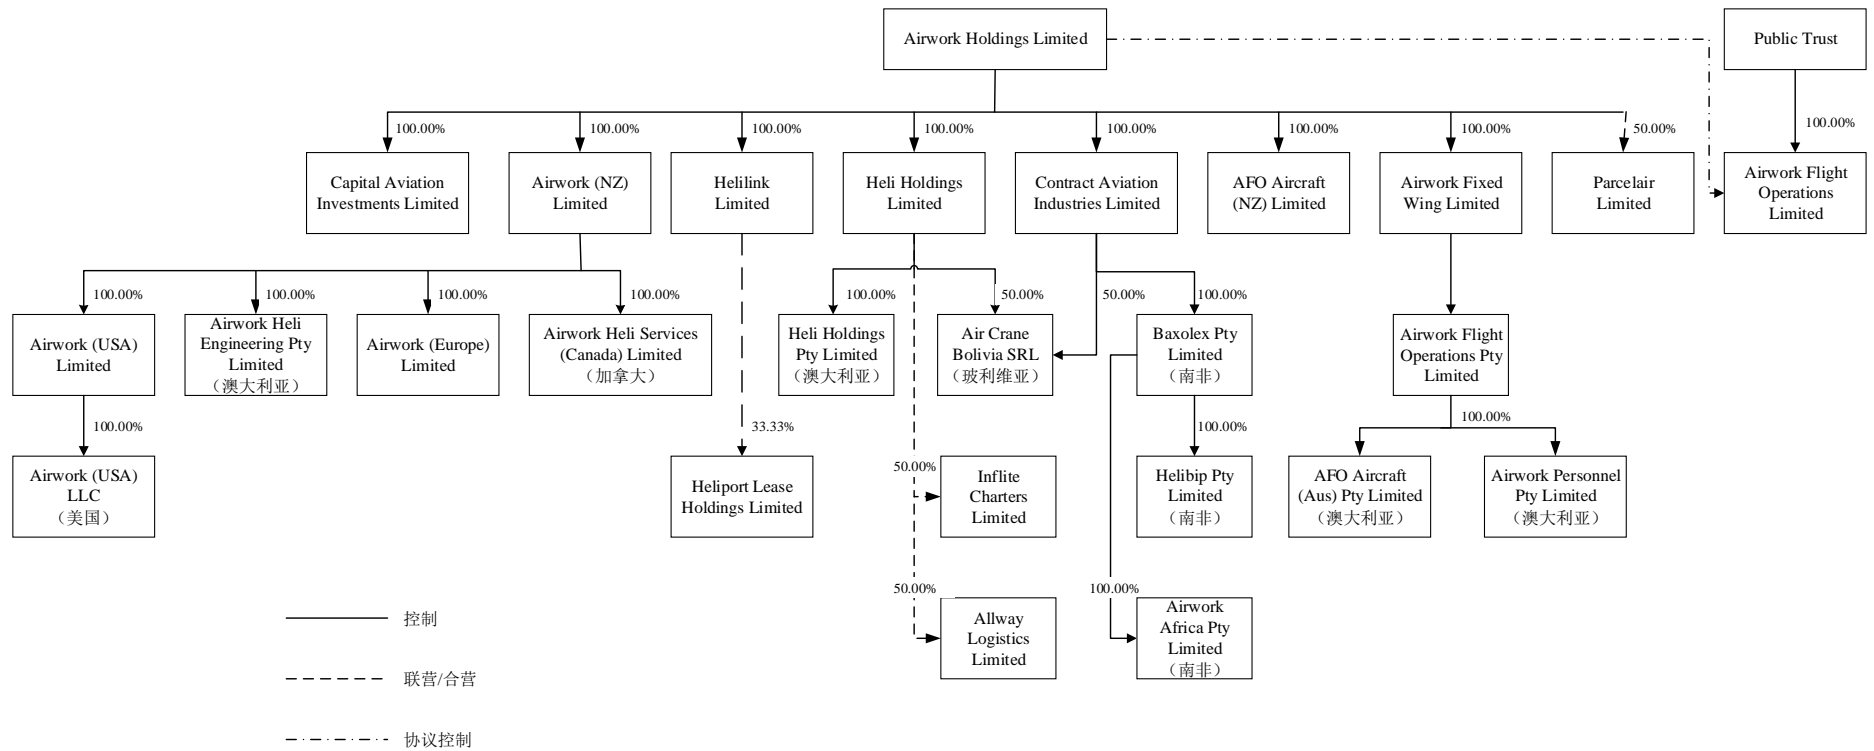 Airwork Holdings Limited
Public Trust
100.00%
100.00%
100.00%
100.00%
100.00%
100.00%
100.00%
50.00%
100.00%
Capital Aviation
Investments Limited
Airwork (NZ)
Limited
Helilink
Limited
Heli Holdings
Limited
Contract Aviation
Industries Limited
AFO Aircraft
(NZ) Limited
Airwork Fixed
Wing Limited
Parcelair
Limited
Airwork Flight
Operations
Limited
100.00%
100.00%
100.00%
100.00%
100.00%
50.00%
50.00%
100.00%
Airwork (USA)
Limited
Airwork Heli
Engineering Pty
Limited
（澳大利亚）
Airwork (Europe)
Limited
Airwork Heli Services
(Canada) Limited
（加拿大）
Heli Holdings
Pty Limited
（澳大利亚）
Air Crane
Bolivia SRL
（玻利维亚）
Baxolex Pty
Limited
（南非）
Airwork Flight
Operations Pty
Limited
100.00%
33.33%
100.00%
100.00%
Airwork (USA)
LLC
（美国）
Heliport Lease
Holdings Limited
50.00%
Inflite
Charters
Limited
Helibip Pty
Limited
（南非）
AFO Aircraft
(Aus) Pty Limited
（澳大利亚）
Airwork Personnel
Pty Limited
（澳大利亚）
50.00%
100.00%
Allway
Logistics
Limited
Airwork
Africa Pty
Limited
（南非）
控制
联营/合营
协议控制